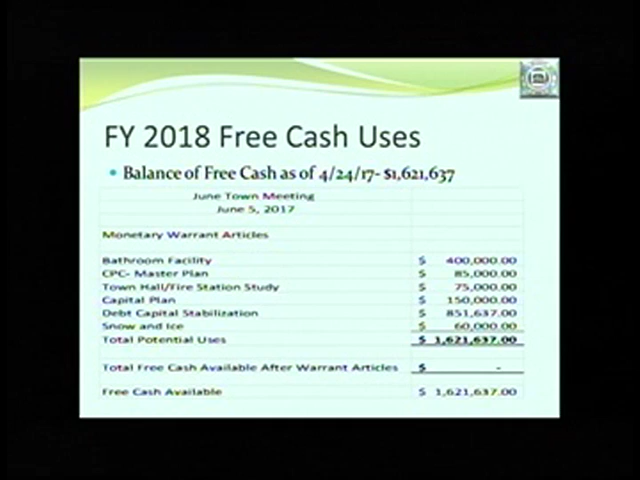 FY 2018 Free Cash Uses
• Balance of Free Cash as of 4/24/17- $1,621,637
June Town Meeting
June 5, 2017
Monetary Warrant Articles
Bathroom Facility $ 400,000.00
CPC- Master Plan $ 85,000.00
Town Hall/Fire Station Study $ 75,000.00
Capital Plan $ 150,000.00
Debt Capital Stabilization $ 851,637.00
Snow and Ice $ 60,000.00
Total Potential Uses $ 1,621,637.00
Total Free Cash Available After Warrant Articles $ -
Free Cash Available $ 1,621,637.00